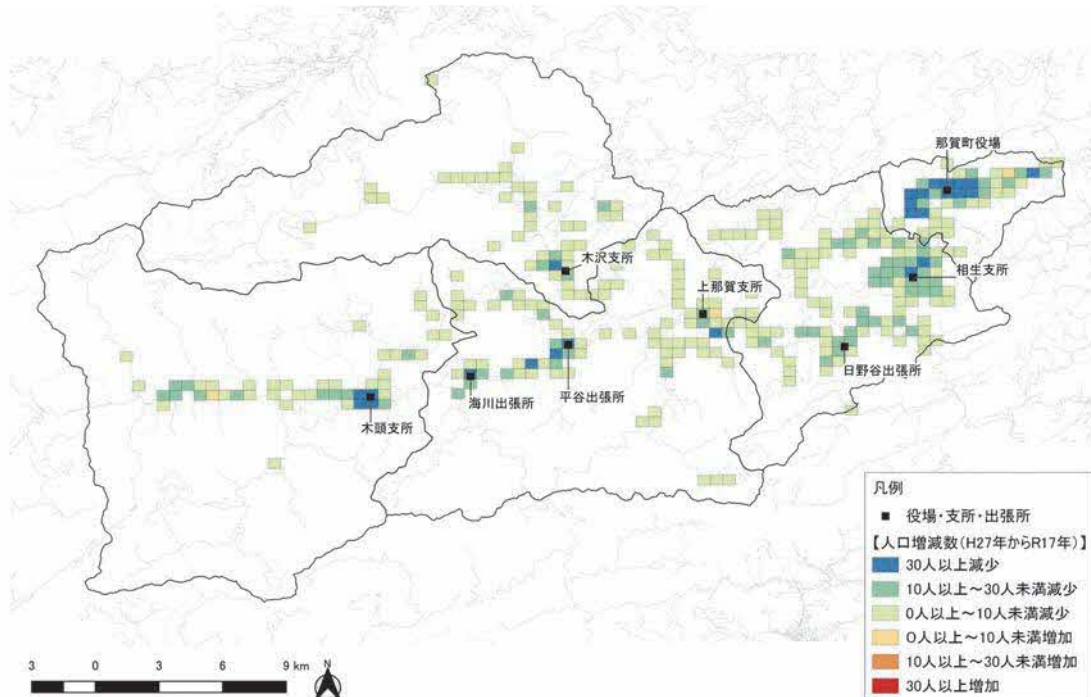 那賀町役場
木沢支所
相生支所
上那賀支所
日野谷出張所
平谷出張所
海川出張所
木頭支所
凡例
役場・支所・出張所
【人口増減数(H27年からR17年)】
30人以上減少
10人以上～30人未満減少
0人以上～10人未満減少
0人以上～10人未満増加
10人以上～30人未満増加
30人以上増加
3 0 3 6 9 km
N